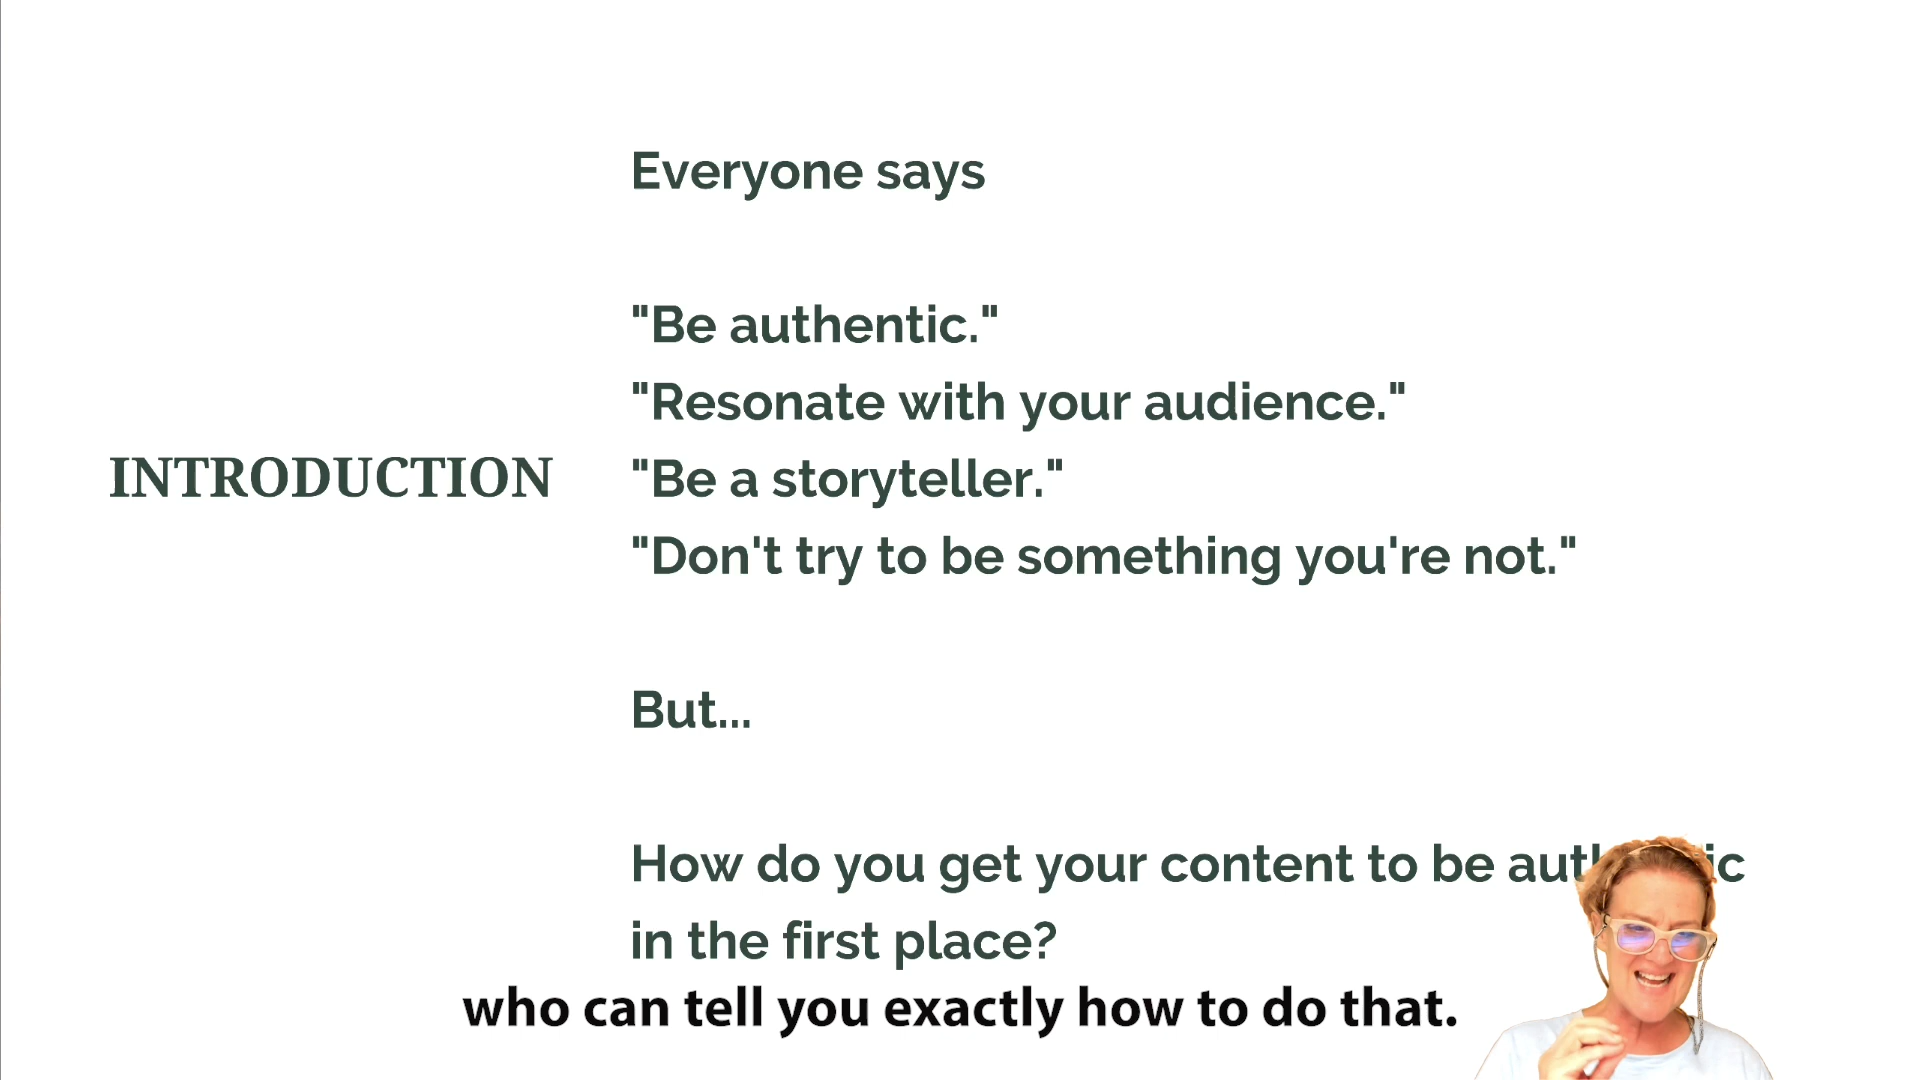 INTRODUCTION
Everyone says
"Be authentic."
"Resonate with your audience."
"Be a storyteller."
"Don't try to be something you're not."
But...
How do you get your content to be authentic
in the first place?
who can tell you exactly how to do that.